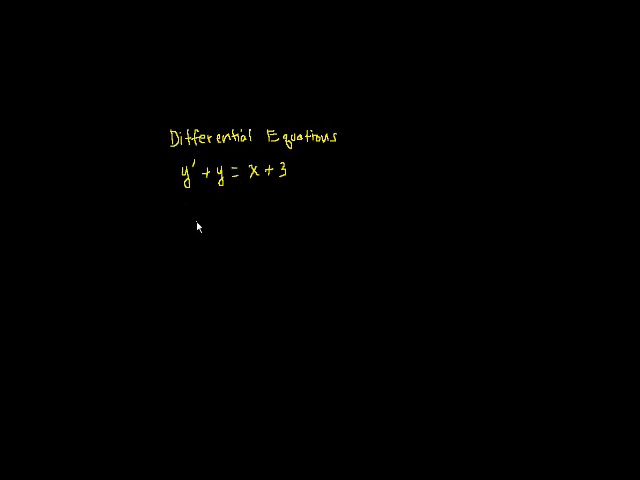 Differential Equations
y' + y = x + 3